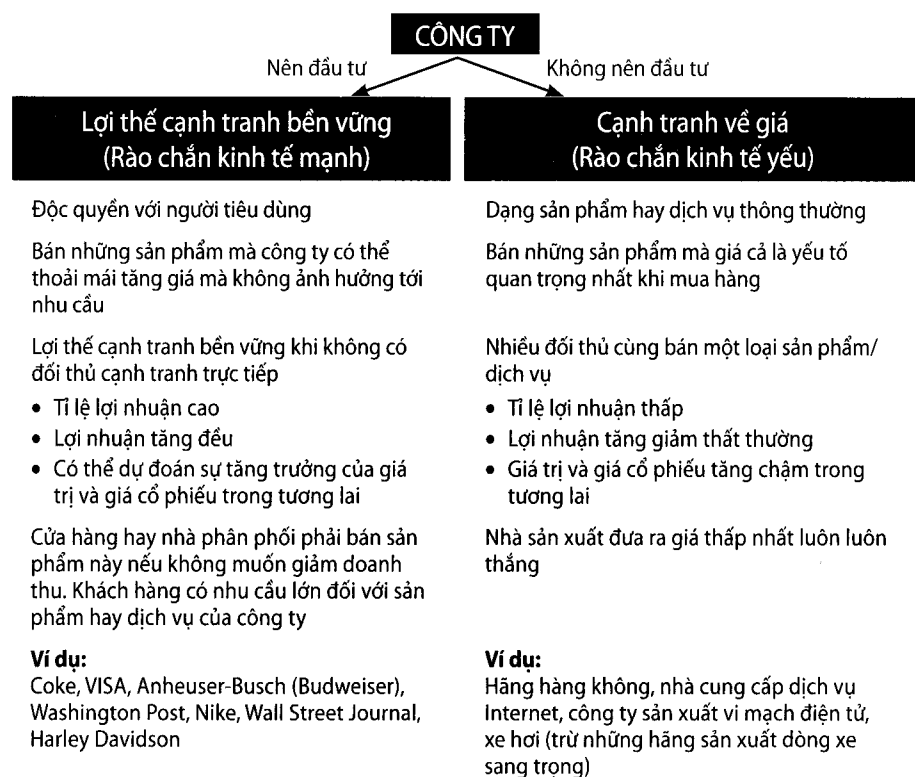 CÔNG TY
Nên đầu tư
Không nên đầu tư
Lợi thế cạnh tranh bền vững
(Rào chắn kinh tế mạnh)
Độc quyền với người tiêu dùng
Bán những sản phẩm mà công ty có thể
thoải mái tăng giá mà không ảnh hưởng tới
nhu cầu
Lợi thế cạnh tranh bền vững khi không có
đối thủ cạnh tranh trực tiếp
• Tỉ lệ lợi nhuận cao
• Lợi nhuận tăng đều
• Có thể dự đoán sự tăng trưởng của giá
trị và giá cổ phiếu trong tương lai
Cửa hàng hay nhà phân phối phải bán sản
phẩm này nếu không muốn giảm doanh
thu. Khách hàng có nhu cầu lớn đối với sản
phẩm hay dịch vụ của công ty
Ví dụ:
Coke, VISA, Anheuser-Busch (Budweiser),
Washington Post, Nike, Wall Street Journal,
Harley Davidson
Cạnh tranh về giá
(Rào chắn kinh tế yếu)
Dạng sản phẩm hay dịch vụ thông thường
Bán những sản phẩm mà giá cả là yếu tố
quan trọng nhất khi mua hàng
Nhiều đối thủ cùng bán một loại sản phẩm/
dịch vụ
• Tỉ lệ lợi nhuận thấp
• Lợi nhuận tăng giảm thất thường
• Giá trị và giá cổ phiếu tăng chậm trong
tương lai
Nhà sản xuất đưa ra giá thấp nhất luôn luôn
thắng
Ví dụ:
Hãng hàng không, nhà cung cấp dịch vụ
Internet, công ty sản xuất vi mạch điện tử,
xe hơi (trừ những hãng sản xuất dòng xe
sang trọng)